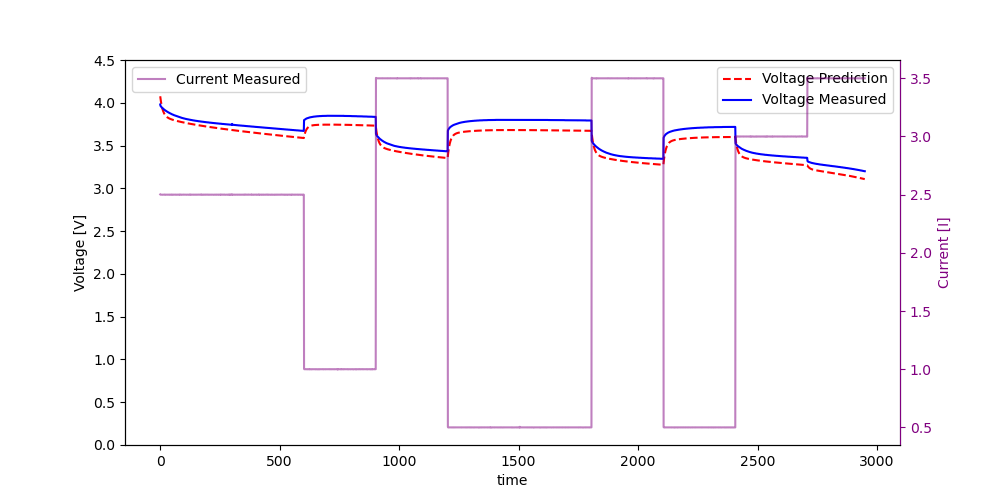 Current Measured
Voltage Prediction
Voltage Measured
Voltage [V]
4.5
4.0
3.5
3.0
2.5
2.0
1.5
1.0
0.5
0.0
3.5
3.0
2.5
2.0
1.5
1.0
0.5
Current [I]
0 500 1000 1500 2000 2500 3000
time